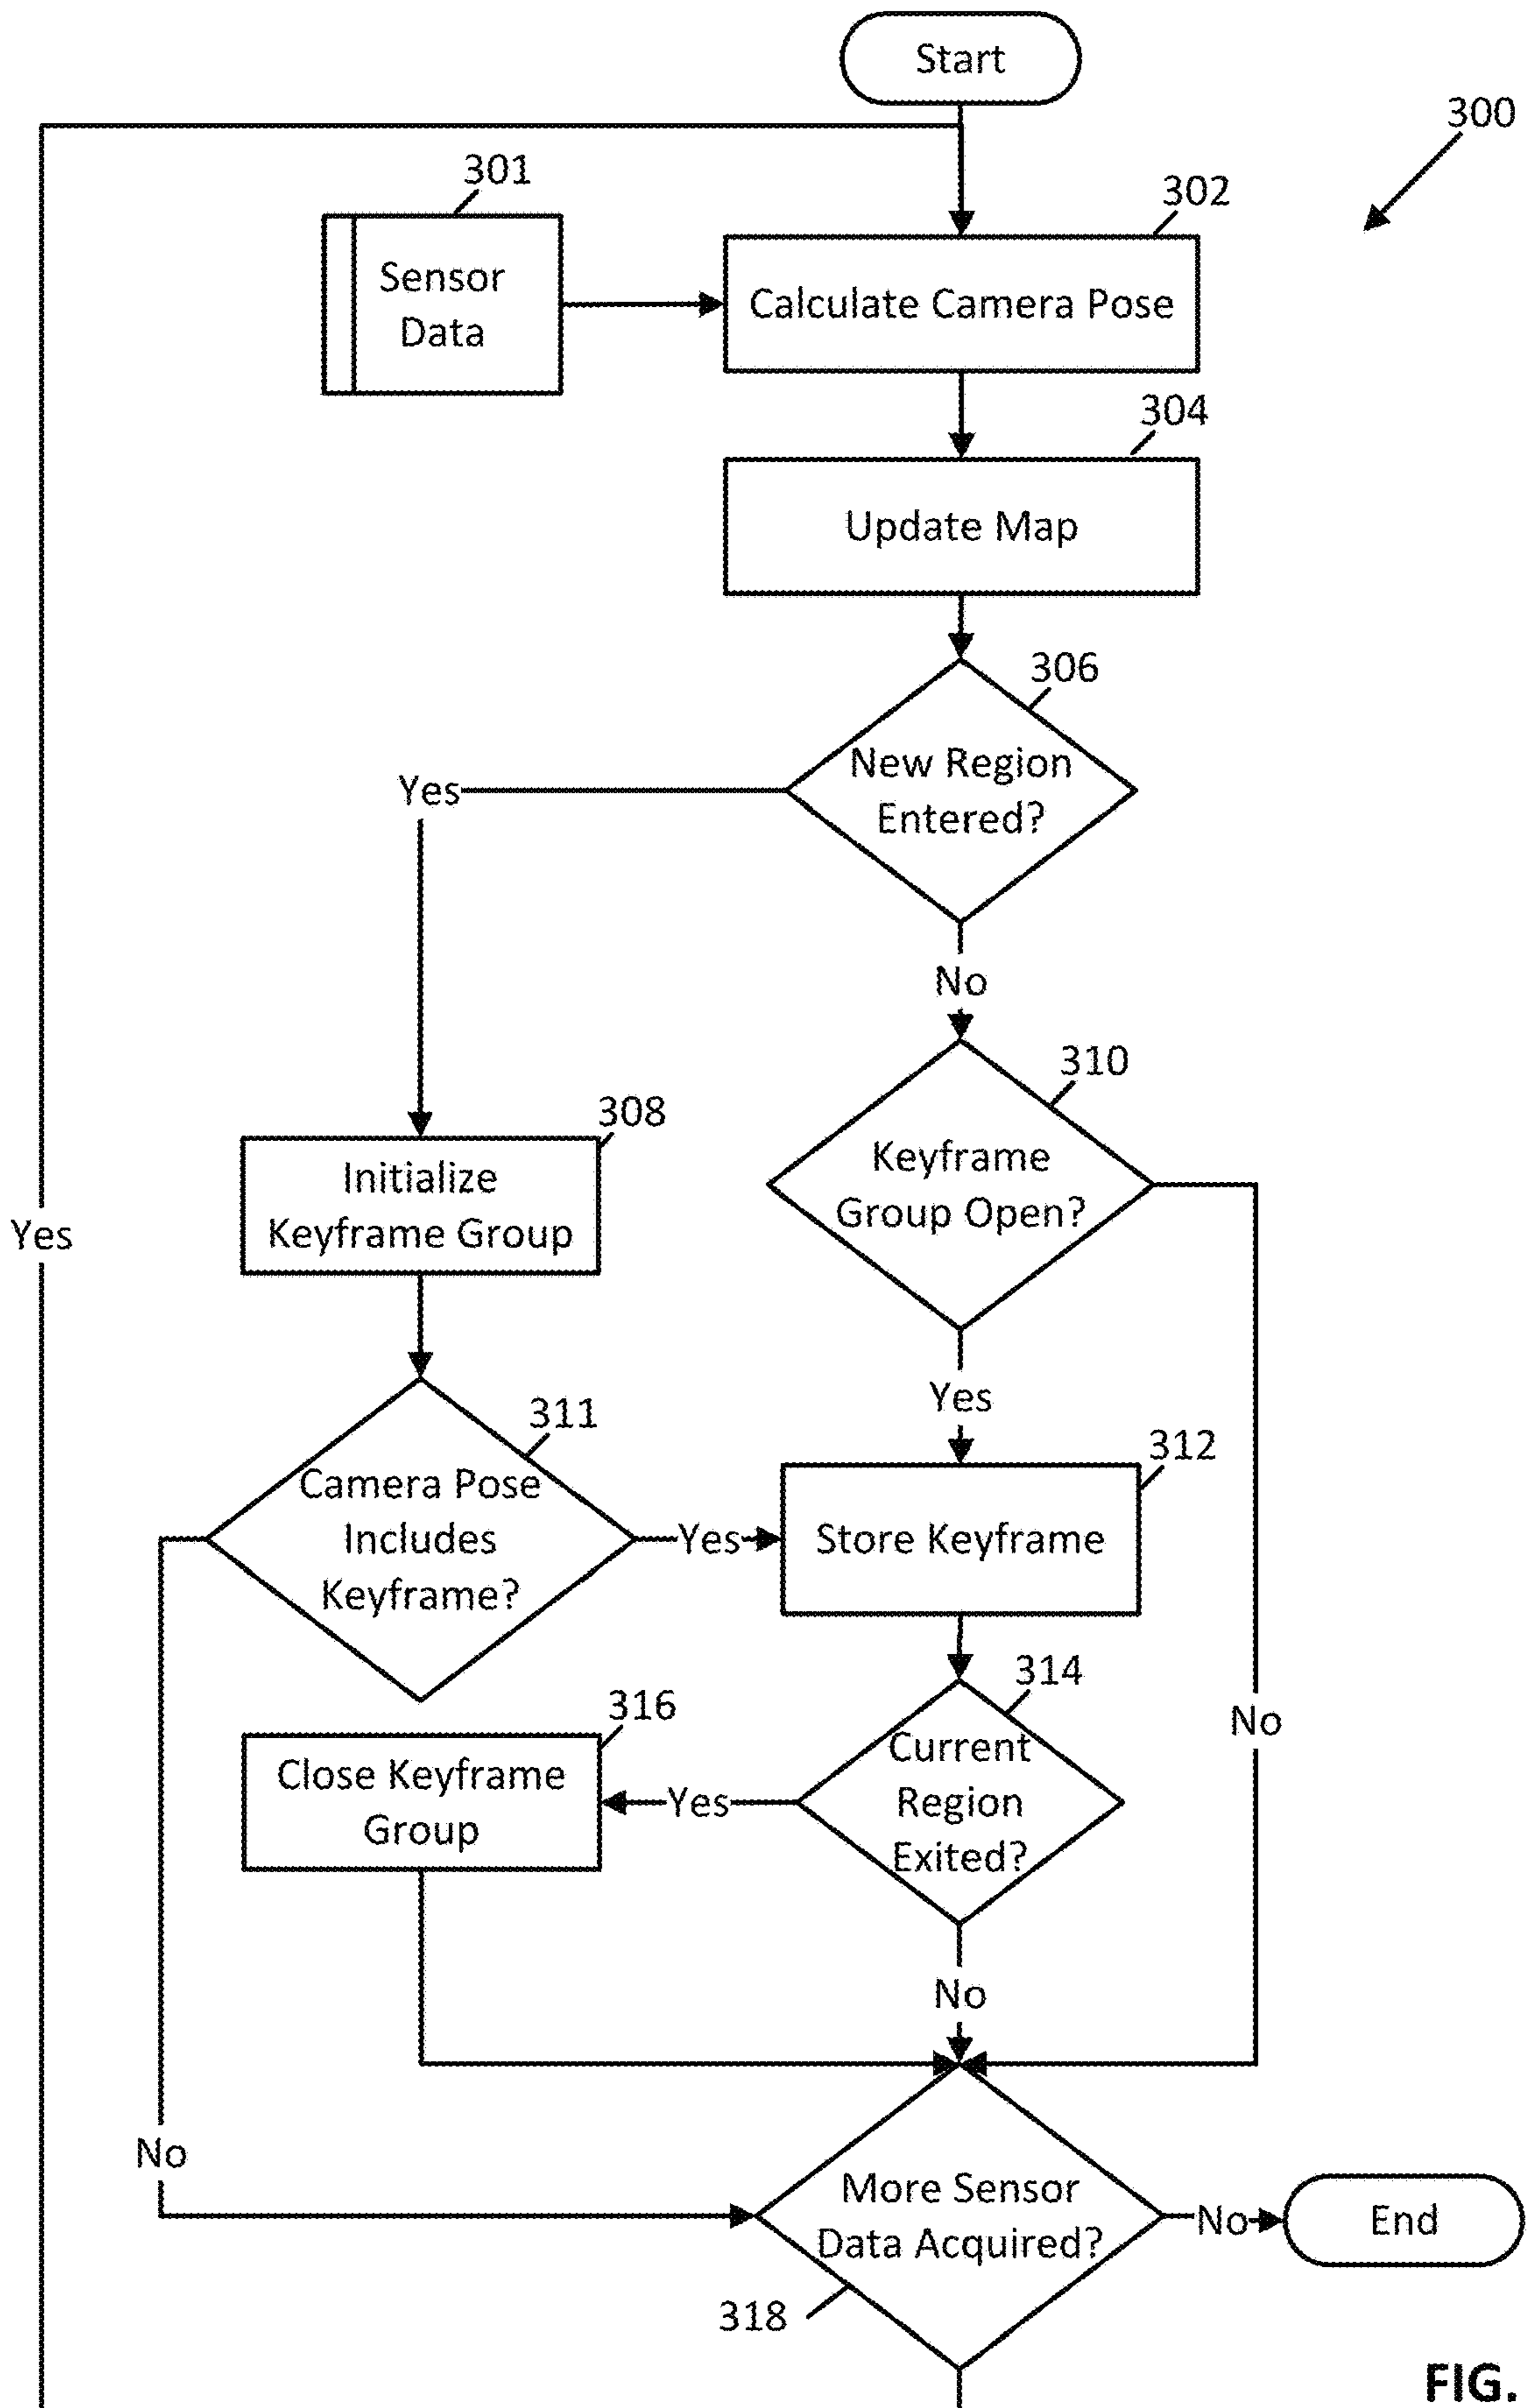 Start
300
301
302
Sensor
Data
Calculate Camera Pose
304
Update Map
306
New Region
Entered?
Yes
No
310
308
Keyframe
Group Open?
Initialize
Keyframe Group
Yes
311
Yes
312
Camera Pose
Includes
Keyframe?
Yes
Store Keyframe
314
316
No
Current
Region
Exited?
Close Keyframe
Group
Yes
No
No
More Sensor
Data Acquired?
No
End
318
FIG.